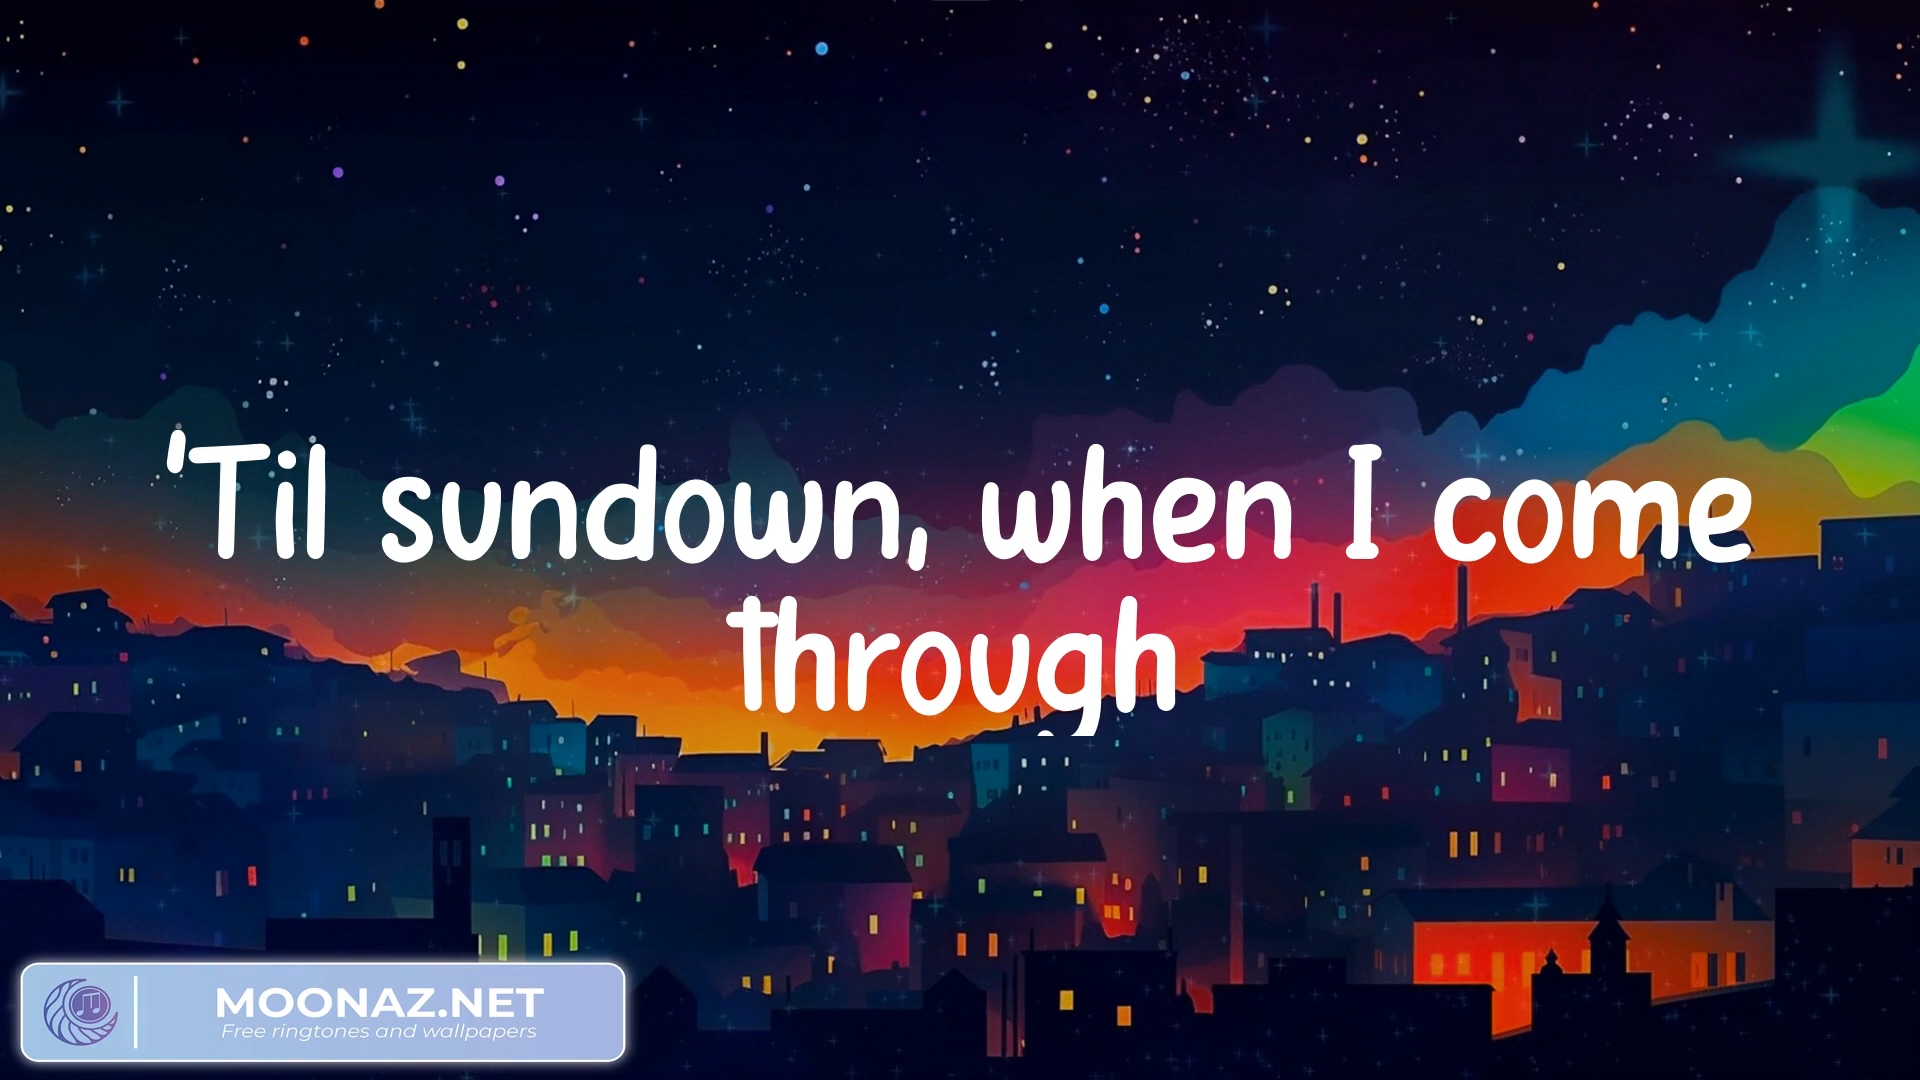 'Til sundown, when I come
through
MOONAZ.NET
Free ringtones and wallpapers